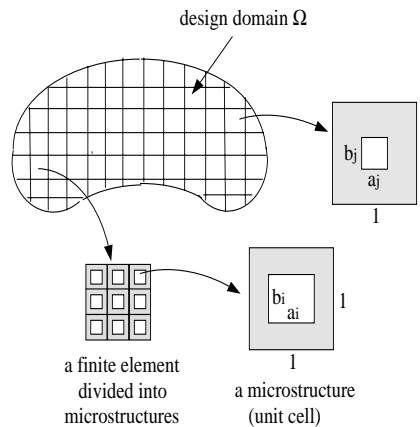 design domain Ω
bj
aj
1
bi
ai
1
1
a finite element
divided into
microstructures
a microstructure
(unit cell)